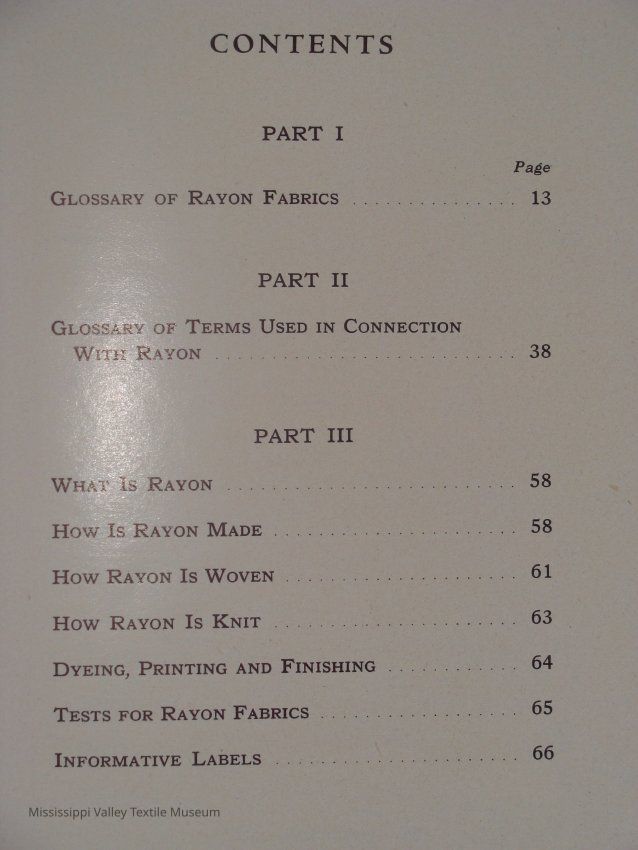 CONTENTS
PART I
Page
GLOSSARY OF RAYON FABRICS . . . . . . . . . . . . . . . 13
PART II
GLOSSARY OF TERMS USED IN CONNECTION
WITH RAYON . . . . . . . . . . . . . . . . . . . . . . . . . . . 38
PART III
WHAT IS RAYON . . . . . . . . . . . . . . . . . . . . . . . . . . 58
HOW IS RAYON MADE . . . . . . . . . . . . . . . . . . . . . . 58
HOW RAYON IS WOVEN . . . . . . . . . . . . . . . . . . . . . 61
HOW RAYON IS KNIT . . . . . . . . . . . . . . . . . . . . . . 63
DYEING, PRINTING AND FINISHING . . . . . . . . . . . . 64
TESTS FOR RAYON FABRICS . . . . . . . . . . . . . . . . . . 65
INFORMATIVE LABELS . . . . . . . . . . . . . . . . . . . . . . 66
Mississippi Valley Textile Museum